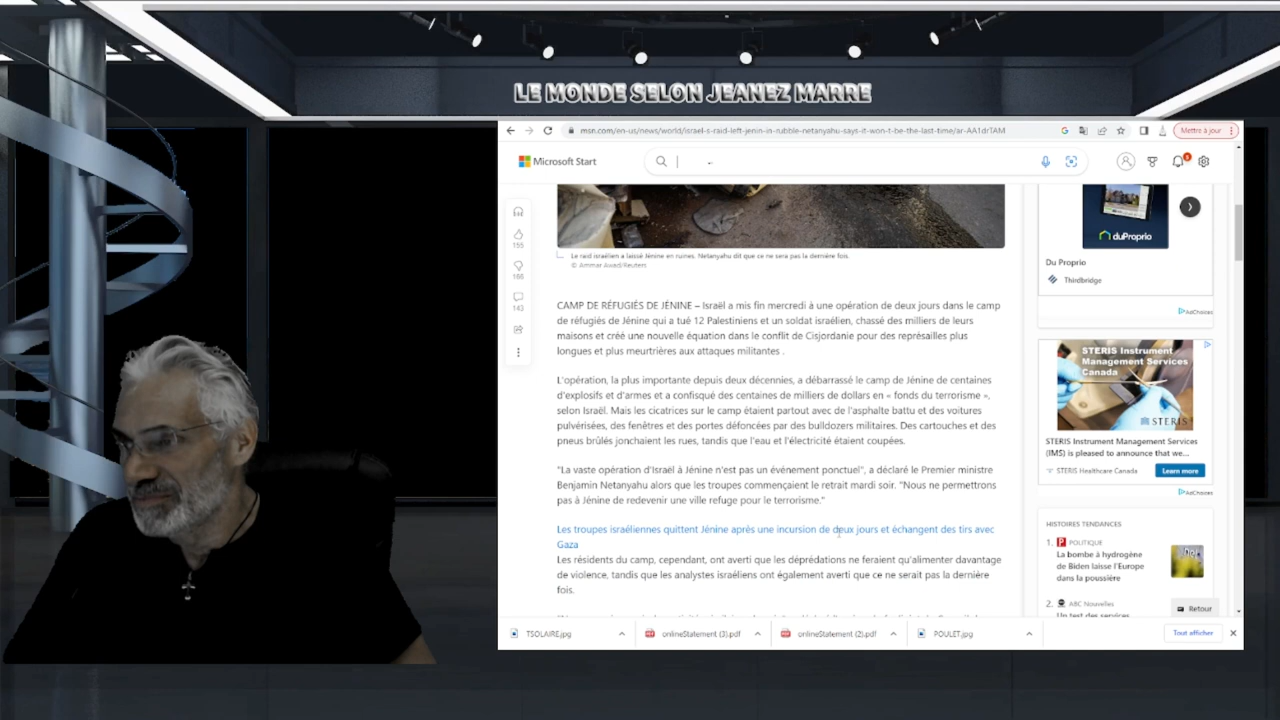 LE MONDE SELON JEANEZ MARRE
msn.com/en-us/news/world/israel-s-raid-left-jenin-in-rubble-netanyahu-says-it-won-t-be-the-last-time/ar-AA1drTAM
Mettre à jour
Microsoft Start
8
155
188
143
Le raid israélien a laissé Jénine en ruines. Netanyahu dit que ce ne sera pas la dernière fois.
© Ammar Awad/Reuters
CAMP DE RÉFUGIÉS DE JÉNINE – Israël a mis fin mercredi à une opération de deux jours dans le camp
de réfugiés de Jénine qui a tué 12 Palestiniens et un soldat israélien, chassé des milliers de leurs
maisons et créé une nouvelle équation dans le conflit de Cisjordanie pour des représailles plus
longues et plus meurtrières aux attaques militantes .
L'opération, la plus importante depuis deux décennies, a débarrassé le camp de Jénine de centaines
d'explosifs et d'armes et a confisqué des centaines de milliers de dollars en « fonds du terrorisme »,
selon Israël. Mais les cicatrices sur le camp étaient partout avec de l'asphalte battu et des voitures
pulvérisées, des fenêtres et des portes défoncées par des bulldozers militaires. Des cartouches et des
pneus brûlés jonchaient les rues, tandis que l'eau et l'électricité étaient coupées.
"La vaste opération d'Israël à Jénine n'est pas un événement ponctuel", a déclaré le Premier ministre
Benjamin Netanyahu alors que les troupes commençaient le retrait mardi soir. "Nous ne permettrons
pas à Jénine de redevenir une ville refuge pour le terrorisme."
Les troupes israéliennes quittent Jénine après une incursion de deux jours et échangent des tirs avec
Gaza
Les résidents du camp, cependant, ont averti que les déprédations ne feraient qu'alimenter davantage
de violence, tandis que les analystes israéliens ont également averti que ce ne serait pas la dernière
fois.
duProprio
Du Proprio
Thirdbridge
AdChoices
STERIS Instrument
Management Services
Canada
STERIS
STERIS Instrument Management Services
(IMS) is pleased to announce that we...
STERIS Healthcare Canada
Learn more
AdChoices
HISTOIRES TENDANCES
1. POLITIQUE
La bombe à hydrogène
de Biden laisse l'Europe
dans la poussière
2. ABC Nouvelles
Un test des services
Retour
TSOLAIRE.jpg
onlineStatement (3).pdf
onlineStatement (2).pdf
POULET.jpg
Tout afficher